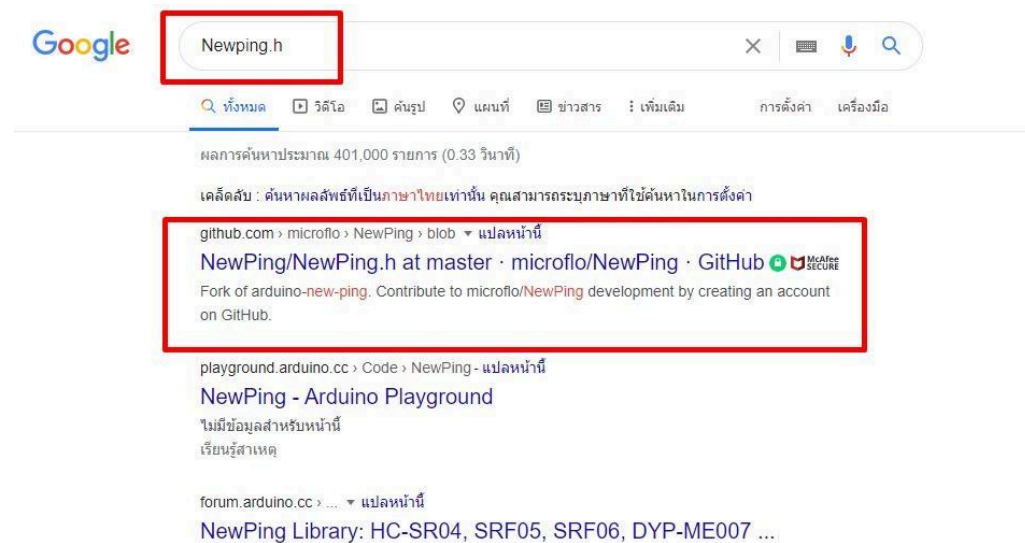 Google
Newping.h
ทั้งหมด วิดีโอ ค้นรูป แผนที่ ข่าวสาร เพิ่มเติม การตั้งค่า เครื่องมือ
ผลการค้นหาประมาณ 401,000 รายการ (0.33 วินาที)
เคล็ดลับ : ค้นหาผลลัพธ์ที่เป็นภาษาไทยเท่านั้น คุณสามารถระบุภาษาที่ใช้ค้นหาในการตั้งค่า
github.com › microflo › NewPing › blob ▾ แปลหน้านี้
NewPing/NewPing.h at master · microflo/NewPing · GitHub McAfee SECURE
Fork of arduino-new-ping. Contribute to microflo/NewPing development by creating an account
on GitHub.
playground.arduino.cc › Code › NewPing - แปลหน้านี้
NewPing - Arduino Playground
ไม่มีข้อมูลสำหรับหน้านี้
เรียนรู้สาเหตุ
forum.arduino.cc › ... ▾ แปลหน้านี้
NewPing Library: HC-SR04, SRF05, SRF06, DYP-ME007 ...